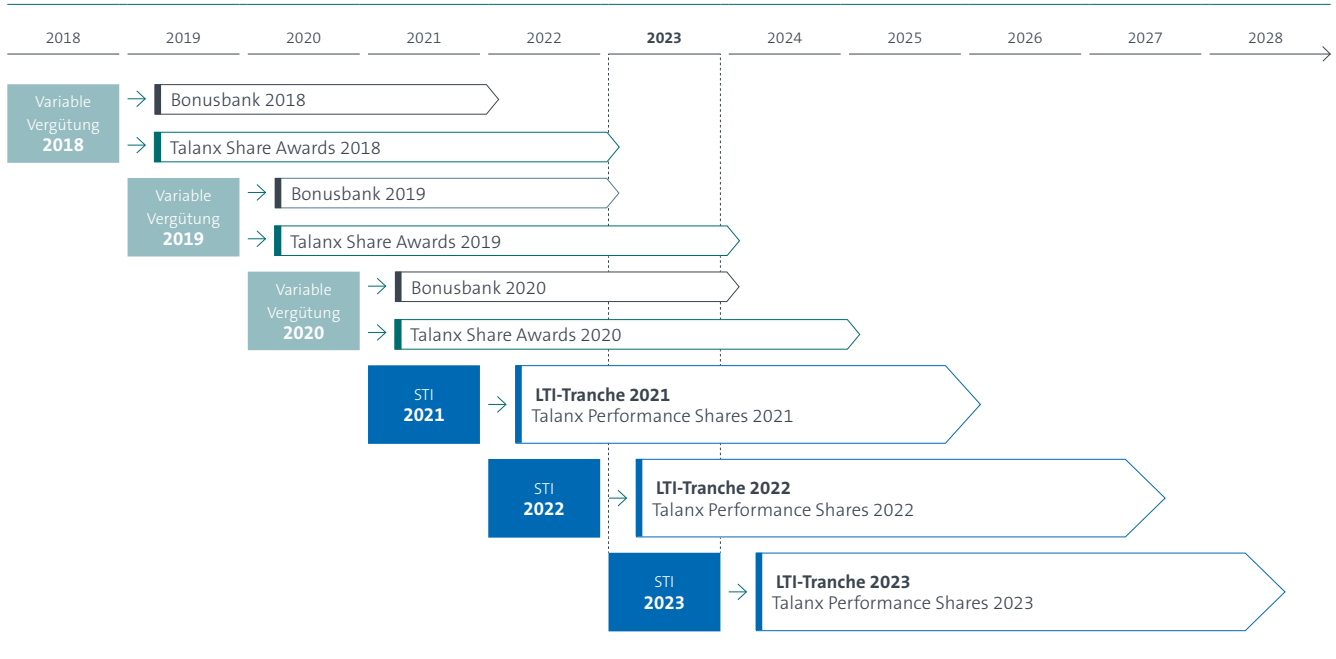 2018 2019 2020 2021 2022 2023 2024 2025 2026 2027 2028
Variable
Vergütung
2018
Bonusbank 2018
Talanx Share Awards 2018
Variable
Vergütung
2019
Bonusbank 2019
Talanx Share Awards 2019
Variable
Vergütung
2020
Bonusbank 2020
Talanx Share Awards 2020
STI
2021
LTI-Tranche 2021
Talanx Performance Shares 2021
STI
2022
LTI-Tranche 2022
Talanx Performance Shares 2022
STI
2023
LTI-Tranche 2023
Talanx Performance Shares 2023